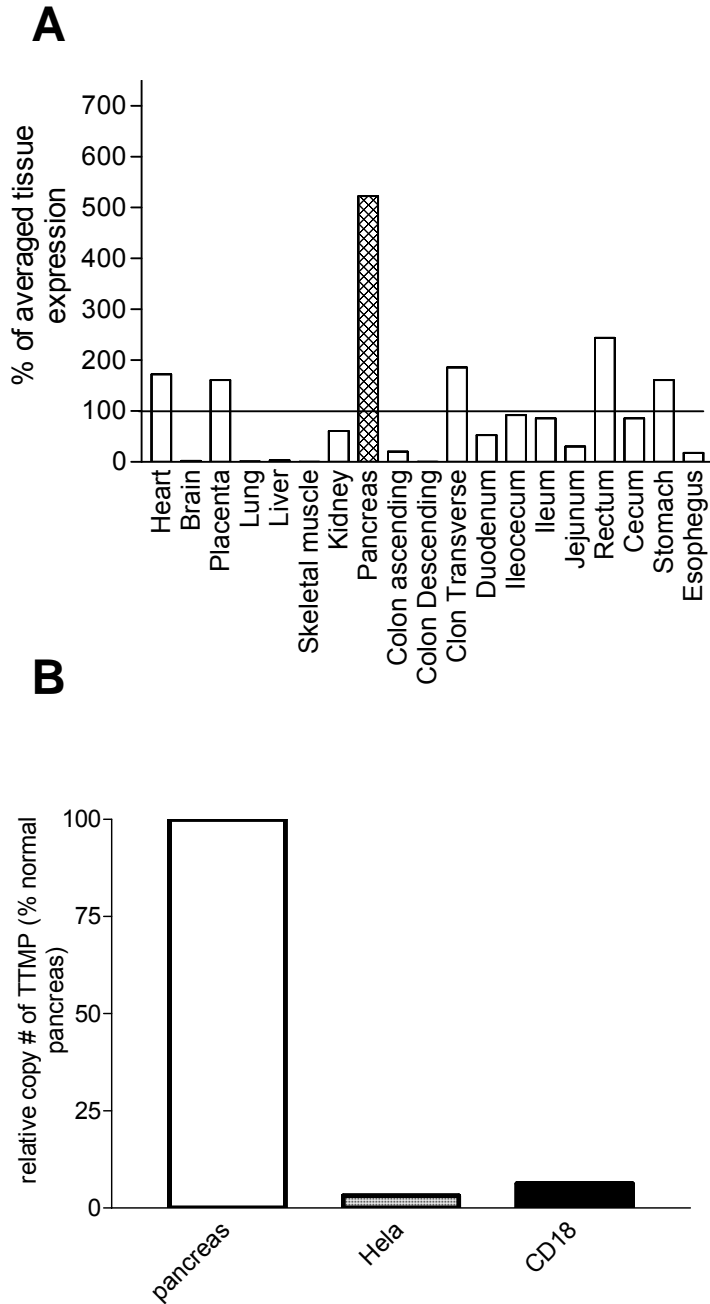 A
% of averaged tissue
expression
700
600
500
400
300
200
100
0
Heart
Brain
Placenta
Lung
Liver
Skeletal muscle
Kidney
Pancreas
Colon ascending
Colon Descending
Clon Transverse
Duodenum
Ileocecum
Ileum
Jejunum
Rectum
Cecum
Stomach
Esophegus
B
relative copy # of TTMP (% normal
pancreas)
100
75
50
25
0
pancreas
Hela
CD18